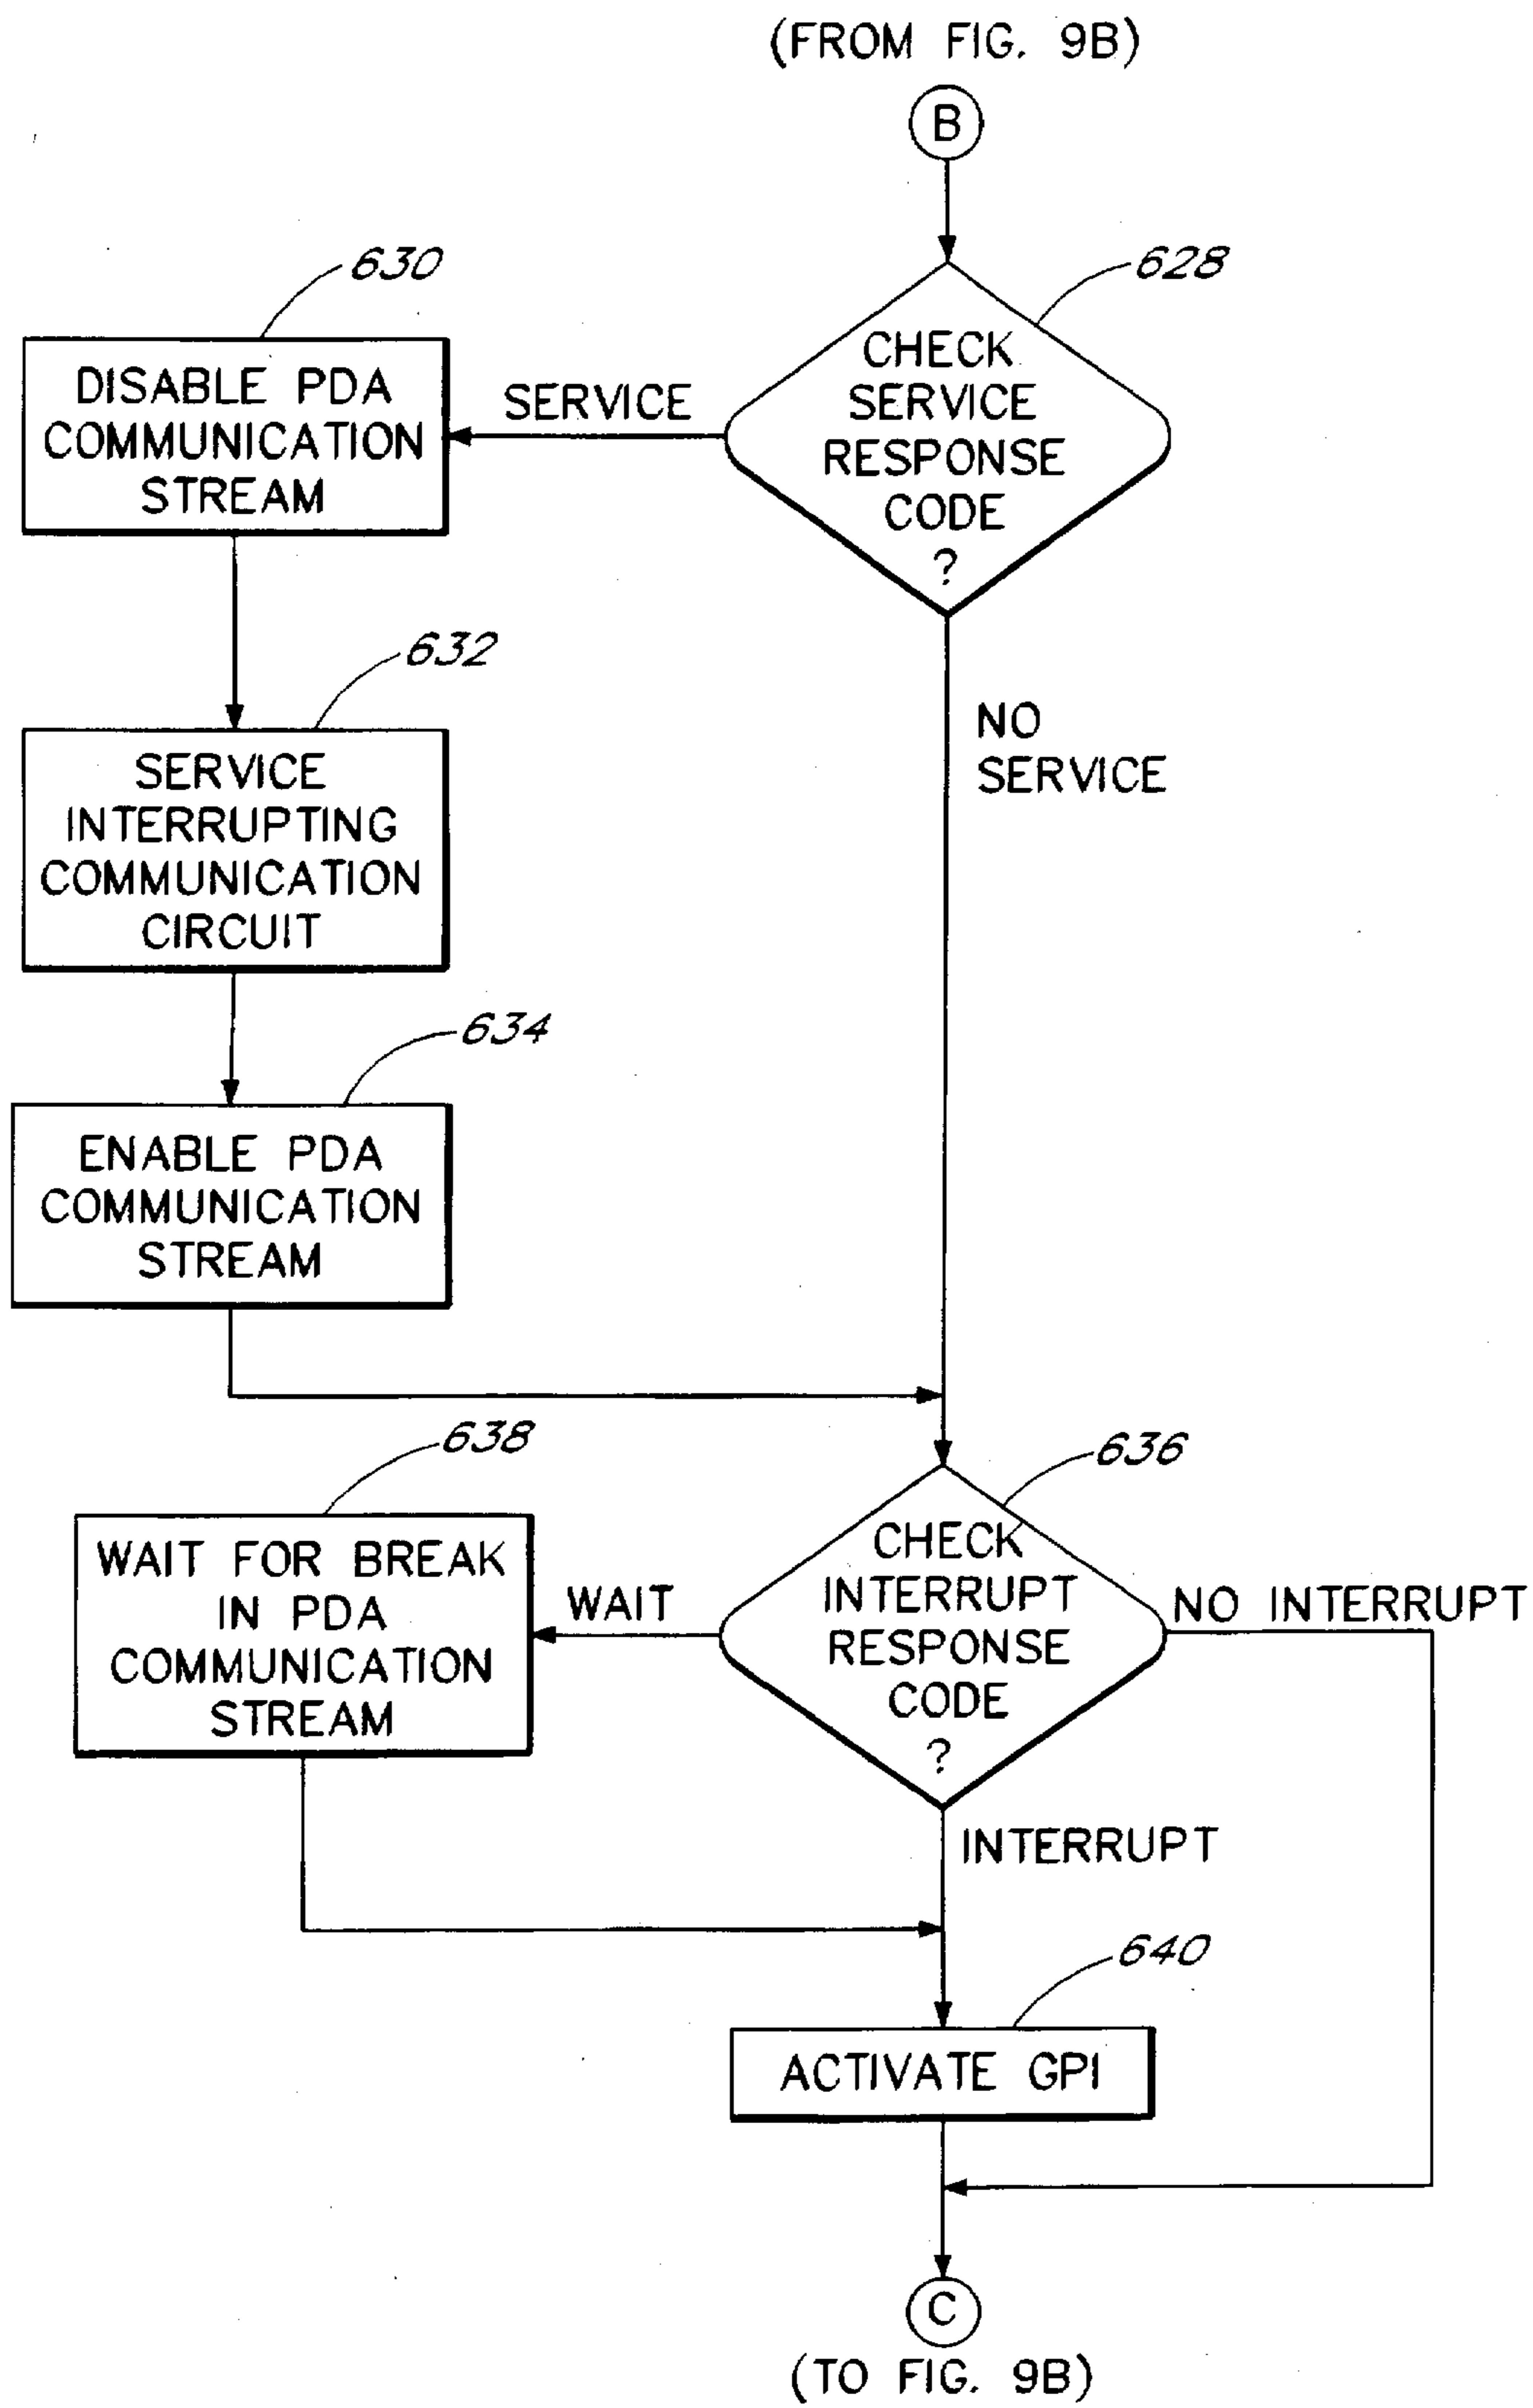 (FROM FIG. 9B)
B
628
CHECK
SERVICE
RESPONSE
CODE
?
SERVICE
NO
SERVICE
630
DISABLE PDA
COMMUNICATION
STREAM
632
SERVICE
INTERRUPTING
COMMUNICATION
CIRCUIT
634
ENABLE PDA
COMMUNICATION
STREAM
636
CHECK
INTERRUPT
RESPONSE
CODE
?
WAIT
NO INTERRUPT
INTERRUPT
638
WAIT FOR BREAK
IN PDA
COMMUNICATION
STREAM
640
ACTIVATE GPI
C
(TO FIG. 9B)